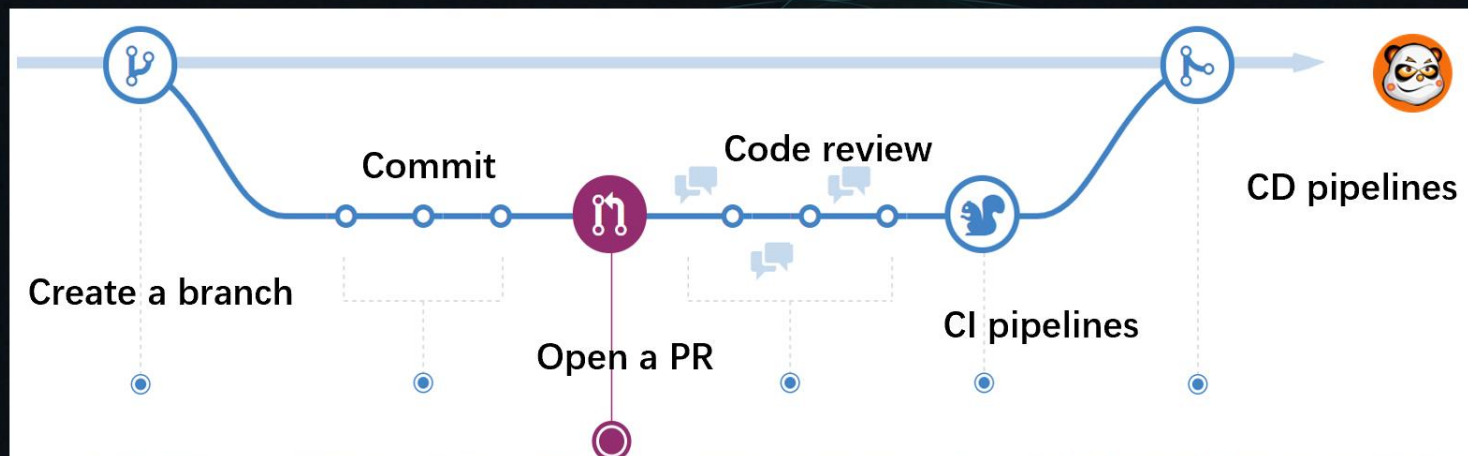 Commit
Code review
CD pipelines
Create a branch
Open a PR
CI pipelines